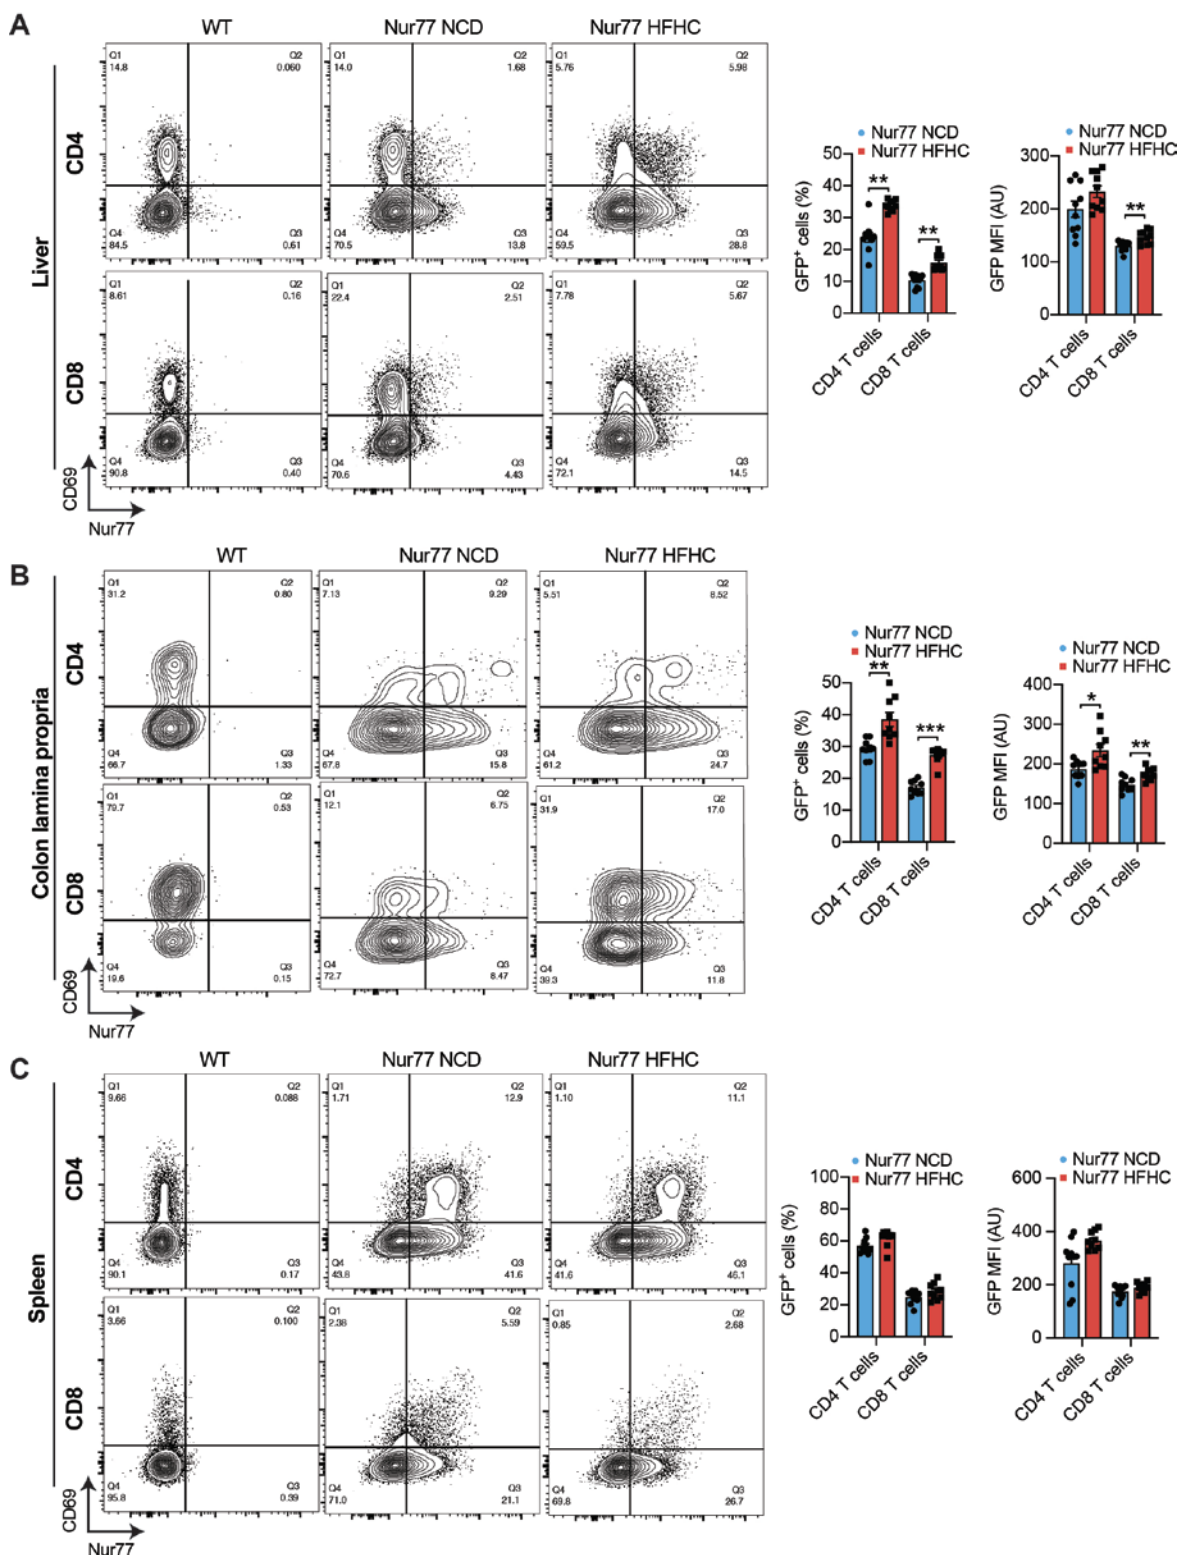 A
WT
Nur77 NCD
Nur77 HFHC
Liver
CD4
Q1
14.8
Q2
0.060
Q4
84.5
Q3
0.61
Q1
14.0
Q2
1.68
Q4
70.5
Q3
13.8
Q1
5.76
Q2
5.98
Q4
59.5
Q3
28.8
CD8
Q1
8.61
Q2
0.16
Q4
90.8
Q3
0.40
Q1
22.4
Q2
2.51
Q4
70.6
Q3
4.43
Q1
7.78
Q2
5.67
Q4
72.1
Q3
14.5
CD69
Nur77
Nur77 NCD
Nur77 HFHC
GFP+ cells (%)
50
40
30
20
10
0
**
**
CD4 T cells
CD8 T cells
Nur77 NCD
Nur77 HFHC
GFP MFI (AU)
300
200
100
0
**
CD4 T cells
CD8 T cells
B
WT
Nur77 NCD
Nur77 HFHC
Colon lamina propria
CD4
Q1
31.2
Q2
0.80
Q4
66.7
Q3
1.33
Q1
7.13
Q2
9.29
Q4
67.8
Q3
15.8
Q1
5.51
Q2
8.52
Q4
61.2
Q3
24.7
CD8
Q1
79.7
Q2
0.53
Q4
19.6
Q3
0.15
Q1
12.1
Q2
6.75
Q4
72.7
Q3
8.47
Q1
31.9
Q2
17.0
Q4
39.3
Q3
11.8
CD69
Nur77
Nur77 NCD
Nur77 HFHC
GFP+ cells (%)
50
40
30
20
10
0
**
***
CD4 T cells
CD8 T cells
Nur77 NCD
Nur77 HFHC
GFP MFI (AU)
400
300
200
100
0
*
**
CD4 T cells
CD8 T cells
C
WT
Nur77 NCD
Nur77 HFHC
Spleen
CD4
Q1
9.66
Q2
0.088
Q4
90.1
Q3
0.17
Q1
1.71
Q2
12.9
Q4
43.8
Q3
41.6
Q1
1.10
Q2
11.1
Q4
41.6
Q3
46.1
CD8
Q1
3.66
Q2
0.100
Q4
95.8
Q3
0.39
Q1
2.38
Q2
5.59
Q4
71.0
Q3
21.1
Q1
0.85
Q2
2.68
Q4
69.8
Q3
26.7
CD69
Nur77
Nur77 NCD
Nur77 HFHC
GFP+ cells (%)
100
80
60
40
20
0
CD4 T cells
CD8 T cells
Nur77 NCD
Nur77 HFHC
GFP MFI (AU)
600
400
200
0
CD4 T cells
CD8 T cells